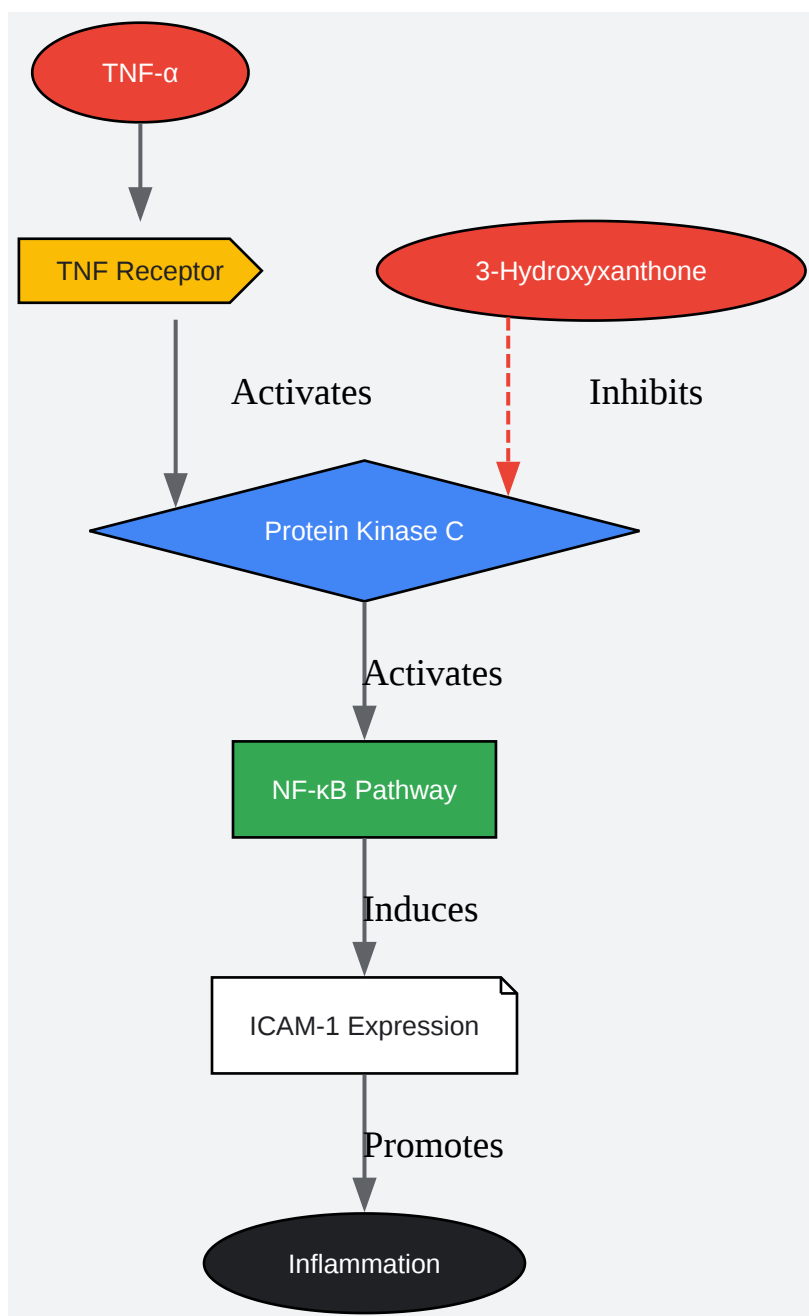 TNF-α
TNF Receptor
3-Hydroxyxanthone
Activates
Inhibits
Protein Kinase C
Activates
NF-κB Pathway
Induces
ICAM-1 Expression
Promotes
Inflammation